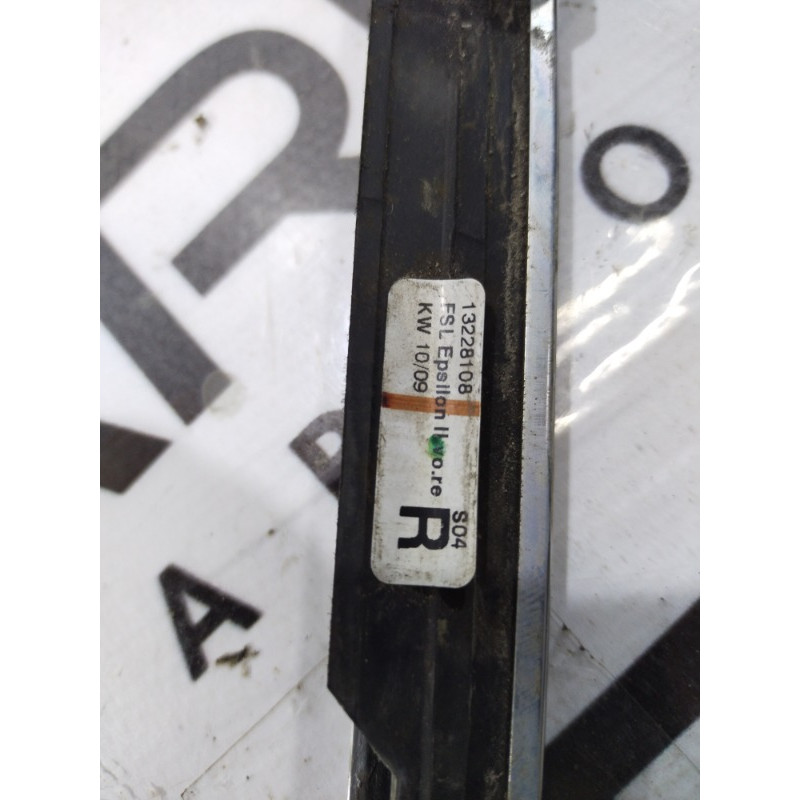 13228108
FSL Epsilon II vo.re
KW 10/09
S04
R